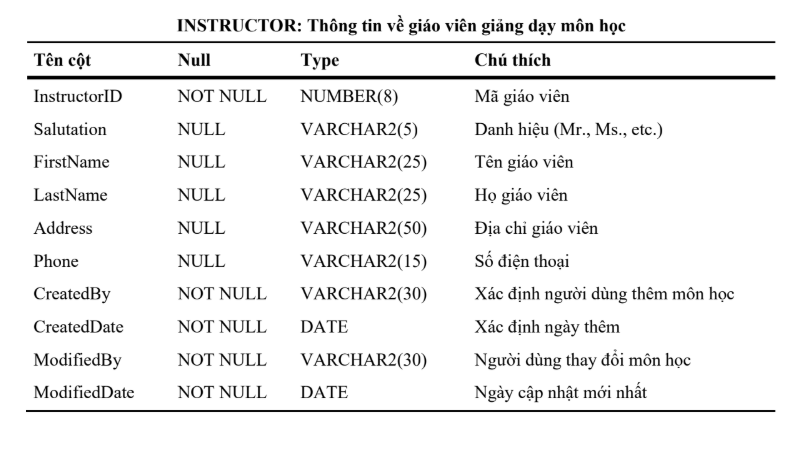 INSTRUCTOR: Thông tin về giáo viên giảng dạy môn học
Tên cột Null Type Chú thích
InstructorID NOT NULL NUMBER(8) Mã giáo viên
Salutation NULL VARCHAR2(5) Danh hiệu (Mr., Ms., etc.)
FirstName NULL VARCHAR2(25) Tên giáo viên
LastName NULL VARCHAR2(25) Họ giáo viên
Address NULL VARCHAR2(50) Địa chỉ giáo viên
Phone NULL VARCHAR2(15) Số điện thoại
CreatedBy NOT NULL VARCHAR2(30) Xác định người dùng thêm môn học
CreatedDate NOT NULL DATE Xác định ngày thêm
ModifiedBy NOT NULL VARCHAR2(30) Người dùng thay đổi môn học
ModifiedDate NOT NULL DATE Ngày cập nhật mới nhất